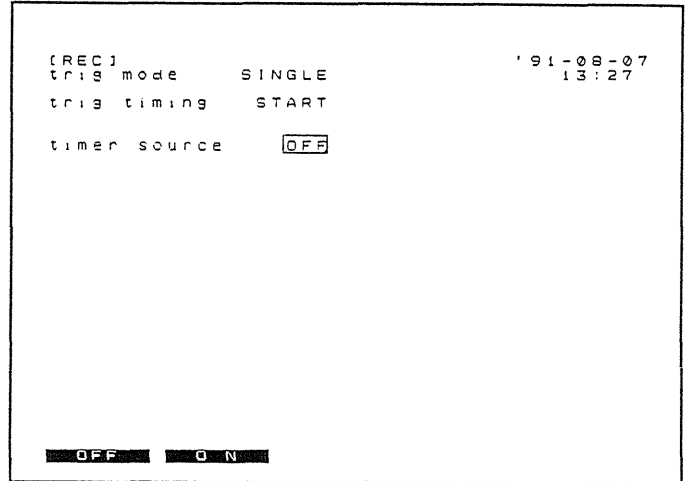 [REC] '91-08-07
trig mode SINGLE 13:27
trig timing START
timer source OFF
OFF ON